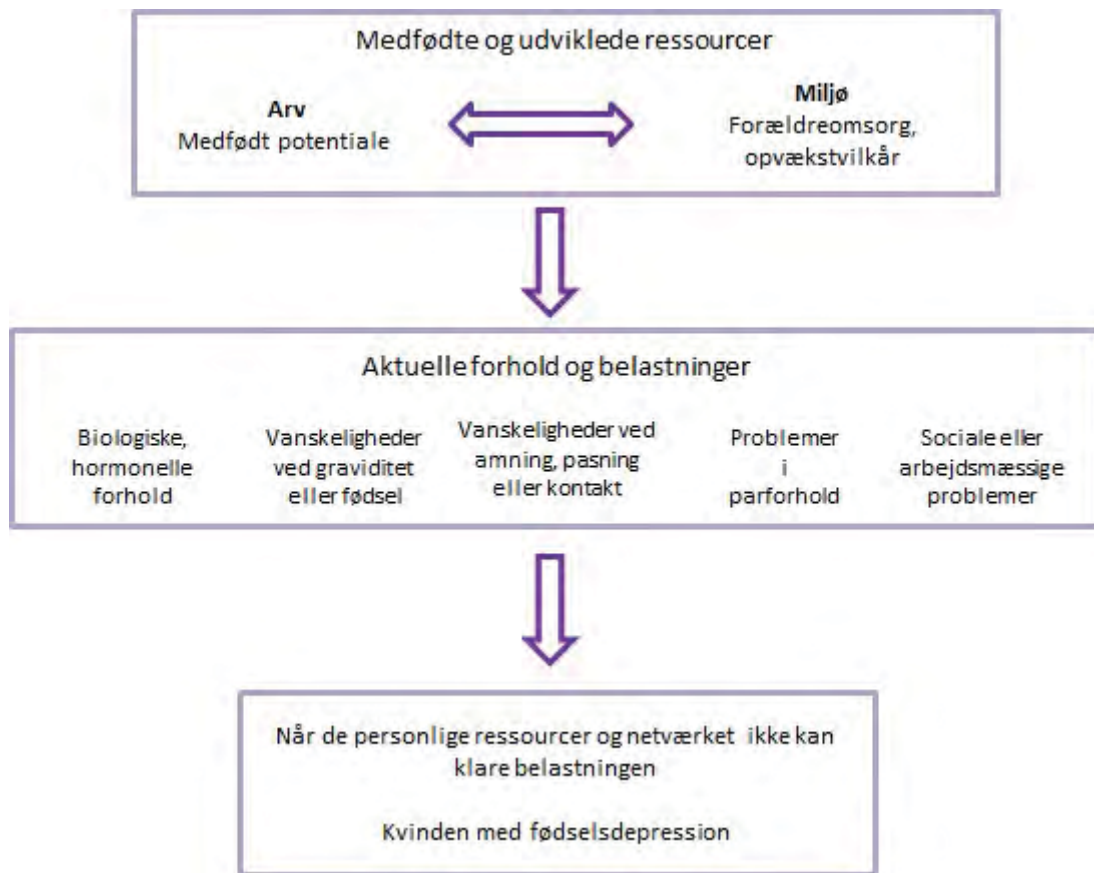 Medfødte og udviklede ressourcer
Arv
Medfødt potentiale
Miljø
Forældreomsorg,
opvækstvilkår
Aktuelle forhold og belastninger
Biologiske,
hormonelle
forhold
Vanskeligheder
ved graviditet
eller fødsel
Vanskeligheder ved
amning, pasning
eller kontakt
Problemer
i
parforhold
Sociale eller
arbejdsmæssige
problemer
Når de personlige ressourcer og netværket ikke kan
klare belastningen
Kvinden med fødselsdepression